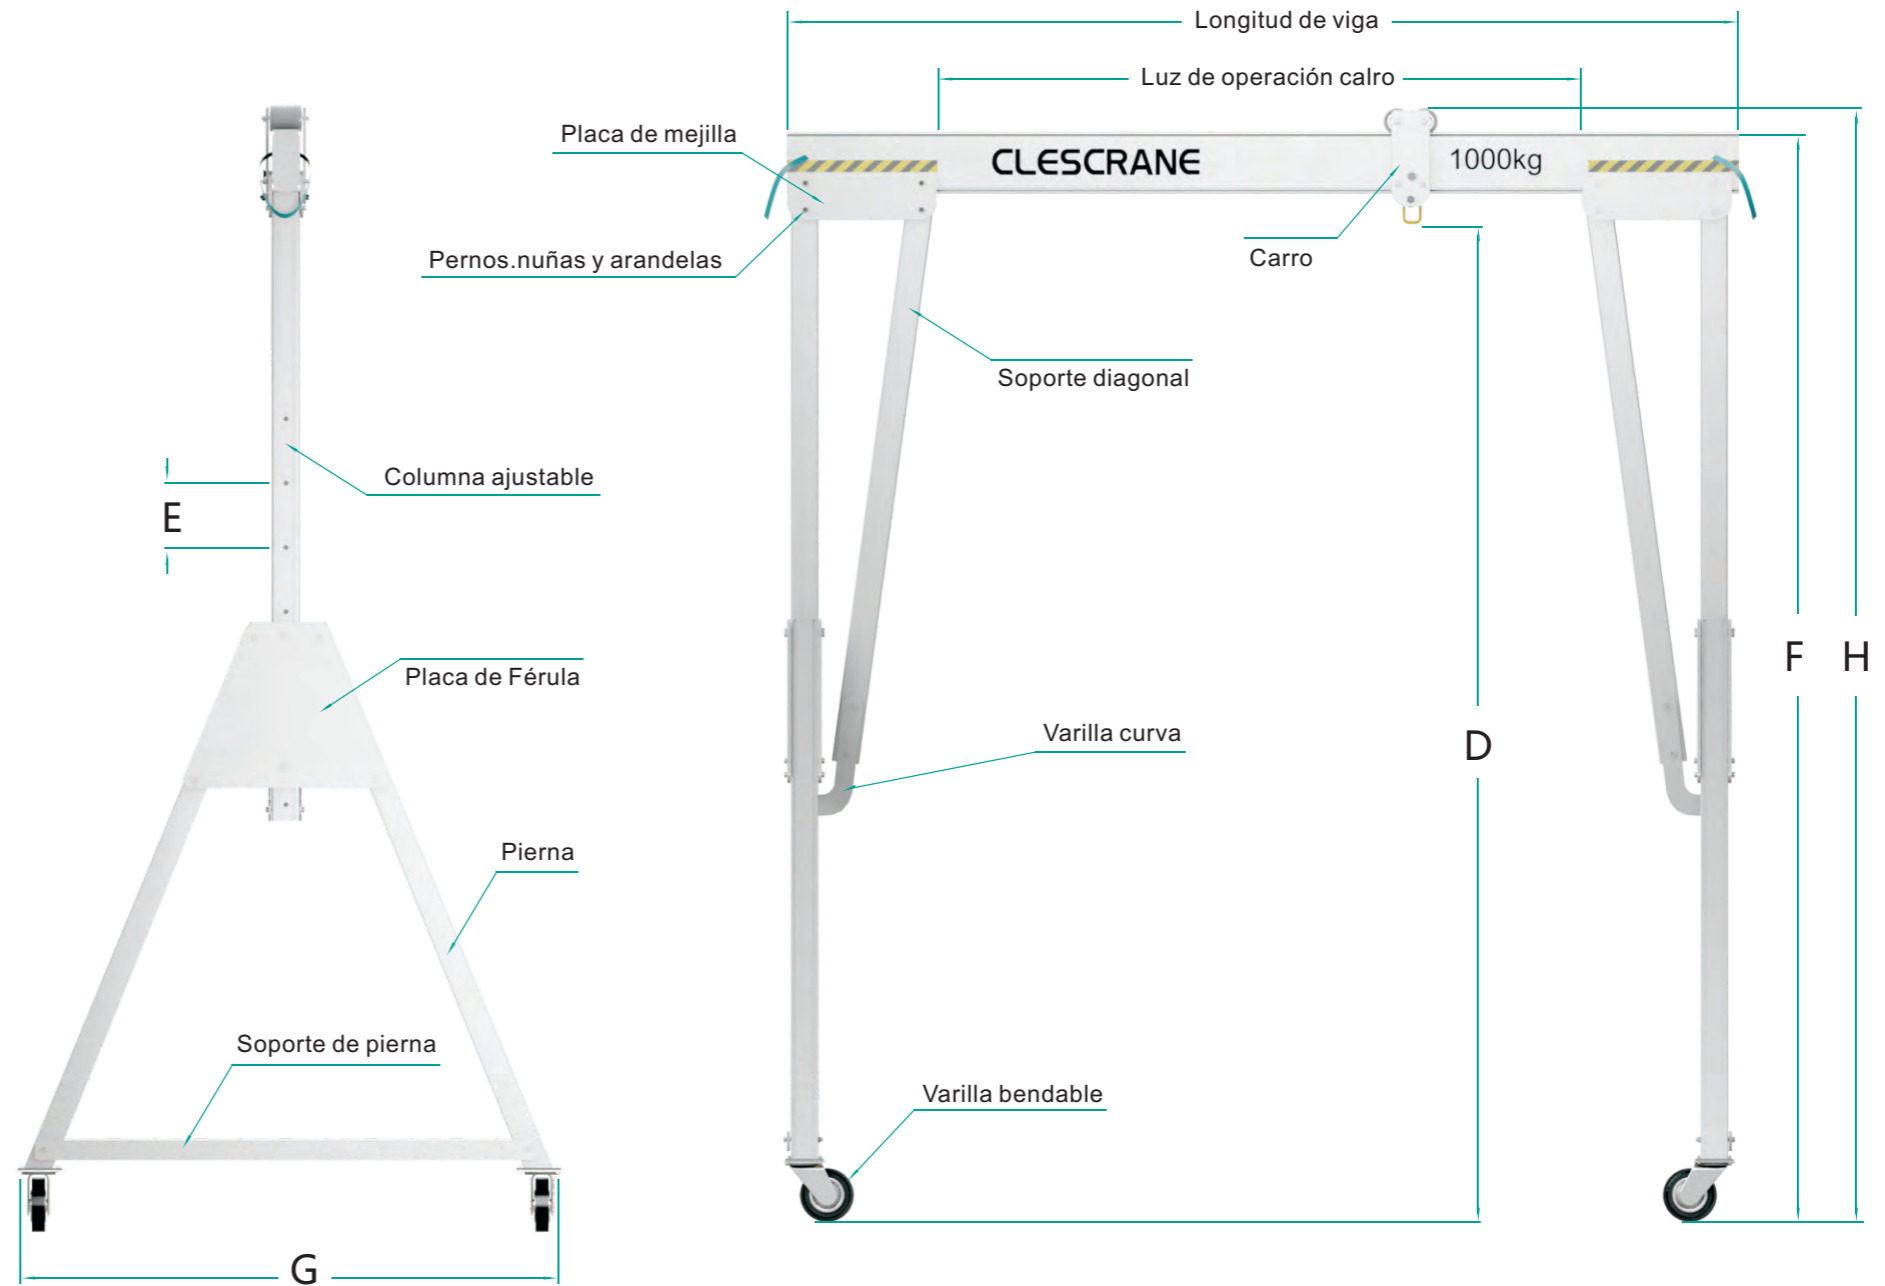 Longitud de viga
Luz de operación calro
Placa de mejilla
CLESCRANE
1000kg
Pernos.nuñas y arandelas
Carro
Soporte diagonal
Columna ajustable
E
F
H
Placa de Férula
Varilla curva
D
Pierna
Soporte de pierna
Varilla bendable
G